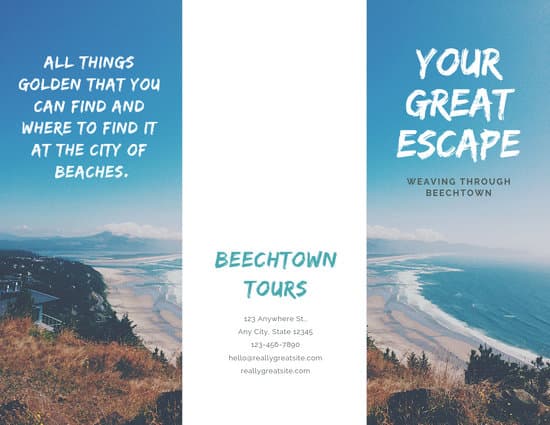 ALL THINGS
GOLDEN THAT YOU
CAN FIND AND
WHERE TO FIND IT
AT THE CITY OF
BEACHES.
BEECHTOWN
TOURS
123 Anywhere St.,
Any City, State 12345
123-456-7890
hello@reallygreatsite.com
reallygreatsite.com
YOUR
GREAT
ESCAPE
WEAVING THROUGH
BEECHTOWN